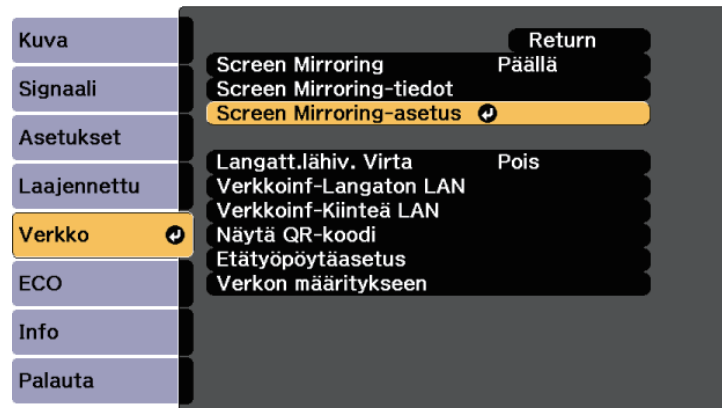 Kuva
Signaali
Asetukset
Laajennettu
Verkko
ECO
Info
Palauta
Return
Screen Mirroring Päällä
Screen Mirroring-tiedot
Screen Mirroring-asetus
Langatt.lähiv. Virta Pois
Verkkoinf-Langaton LAN
Verkkoinf-Kiinteä LAN
Näytä QR-koodi
Etätyöpöytäasetus
Verkon määritykseen